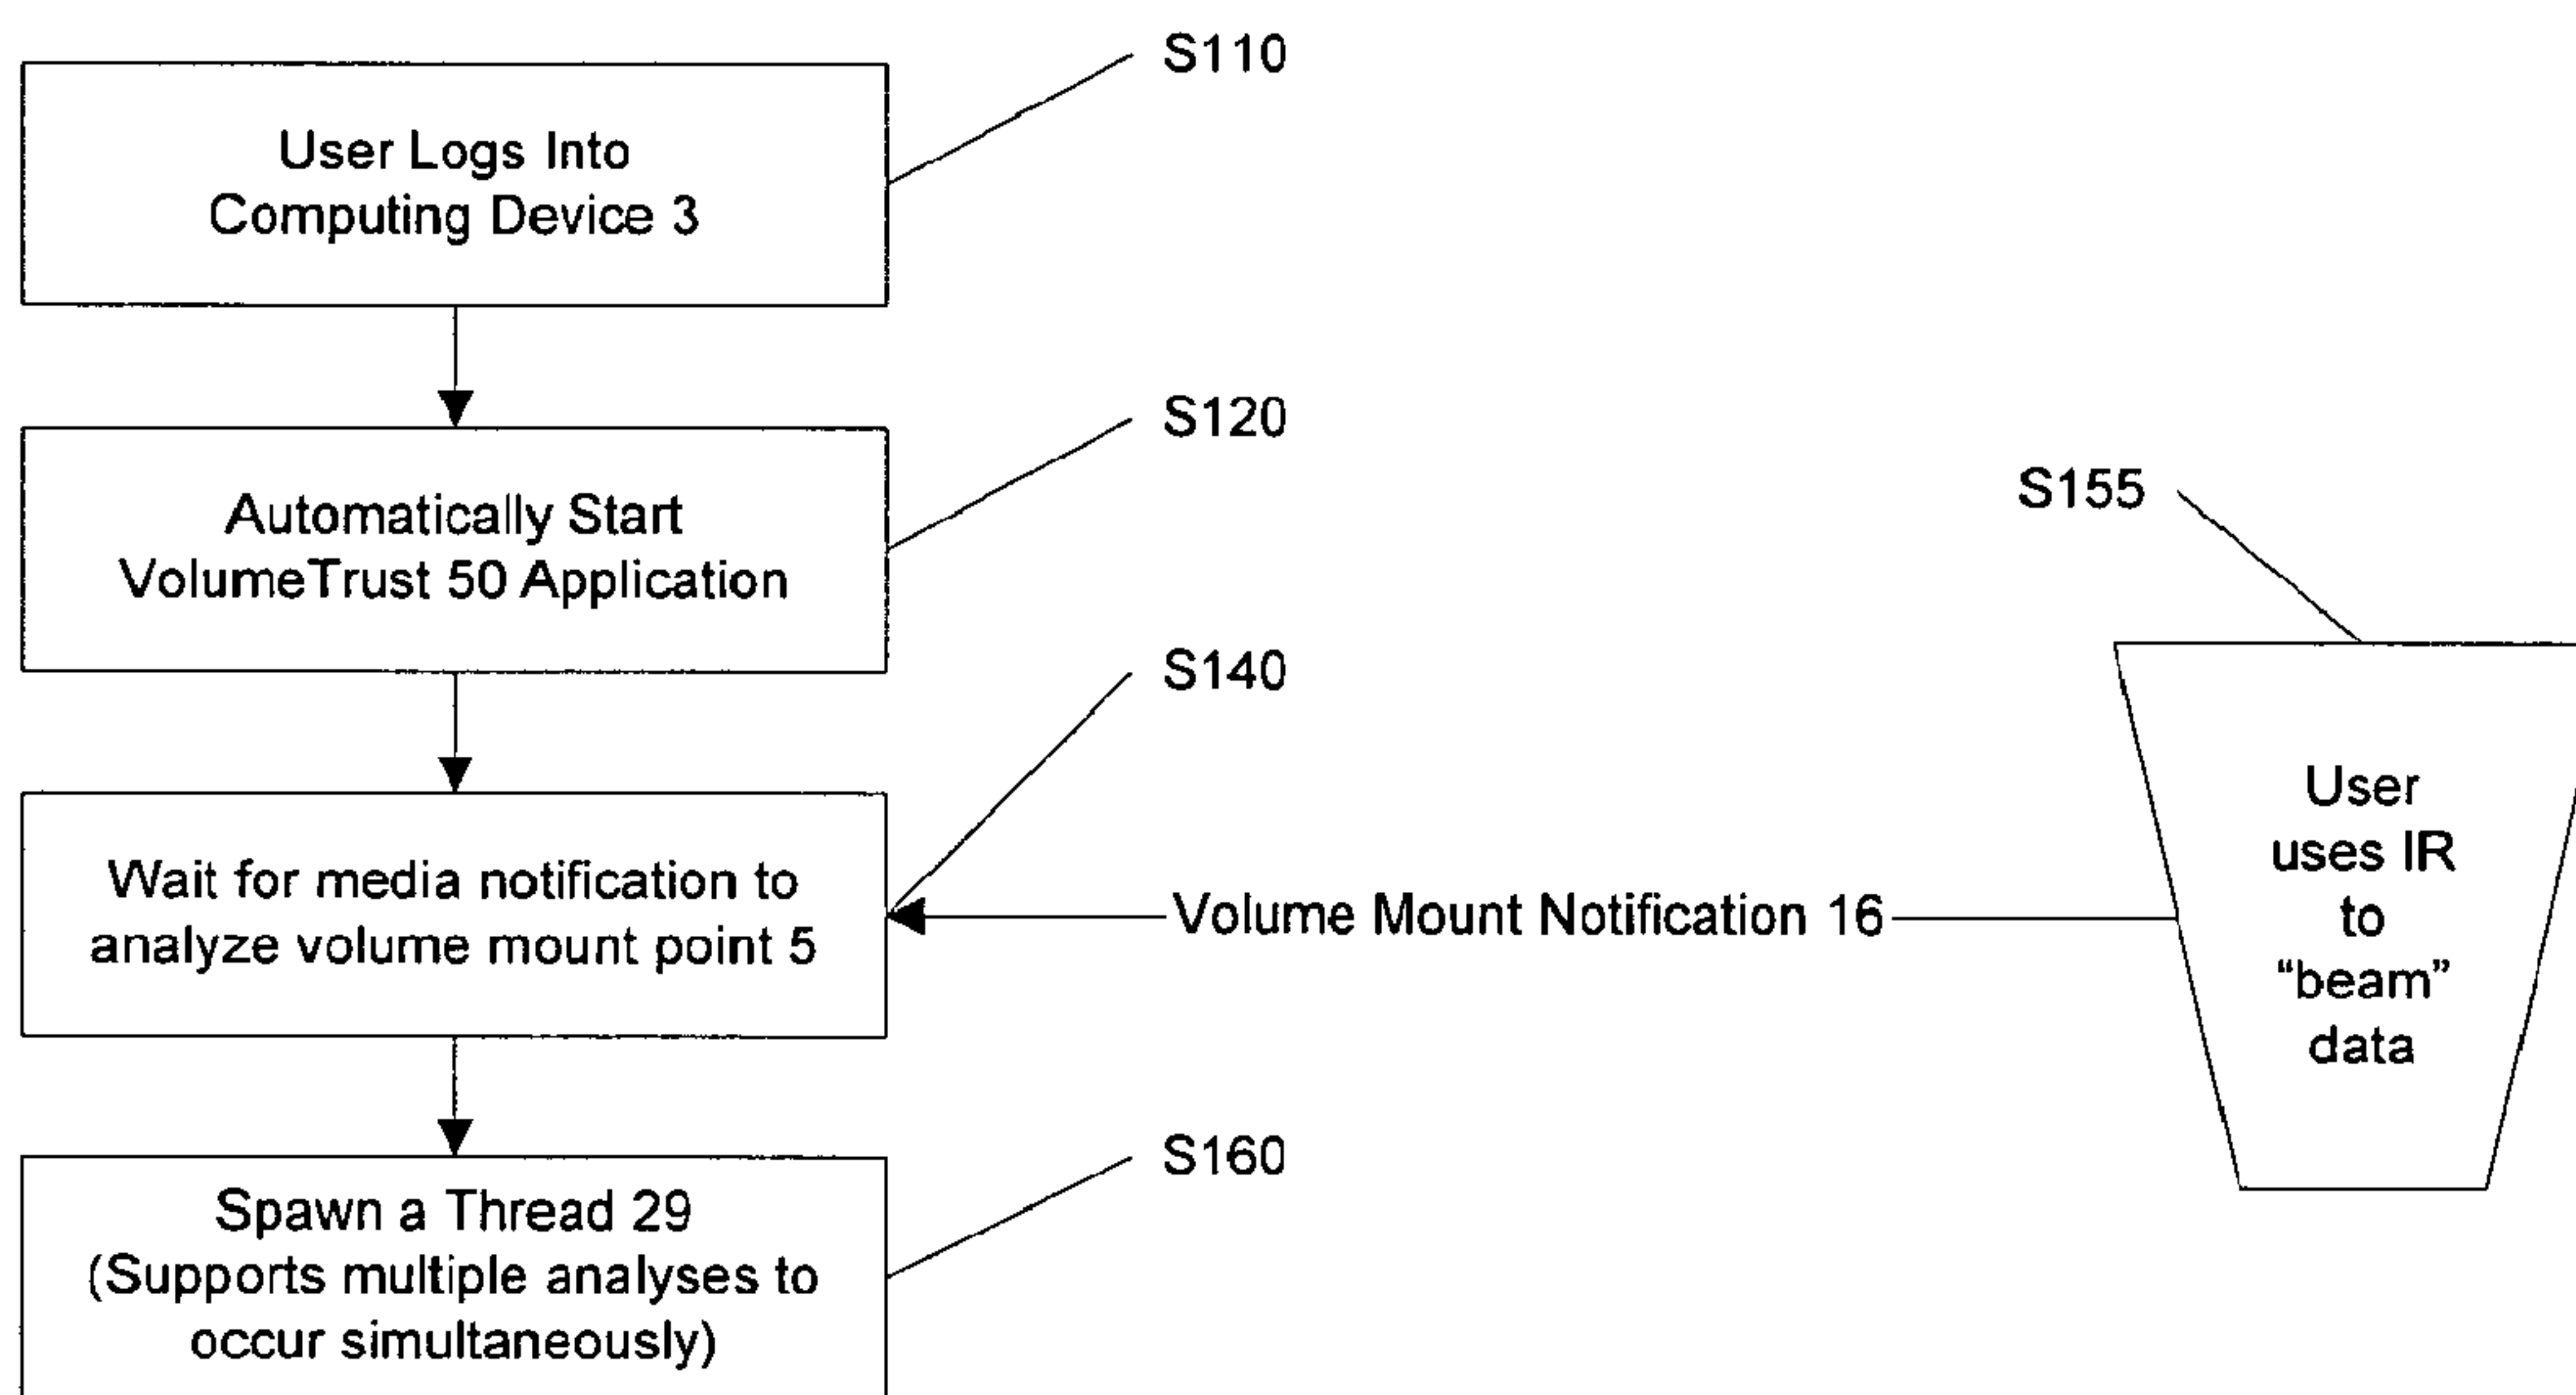 S110
User Logs Into
Computing Device 3
S120
Automatically Start
VolumeTrust 50 Application
S155
S140
Wait for media notification to
analyze volume mount point 5
Volume Mount Notification 16
User
uses IR
to
“beam”
data
S160
Spawn a Thread 29
(Supports multiple analyses to
occur simultaneously)